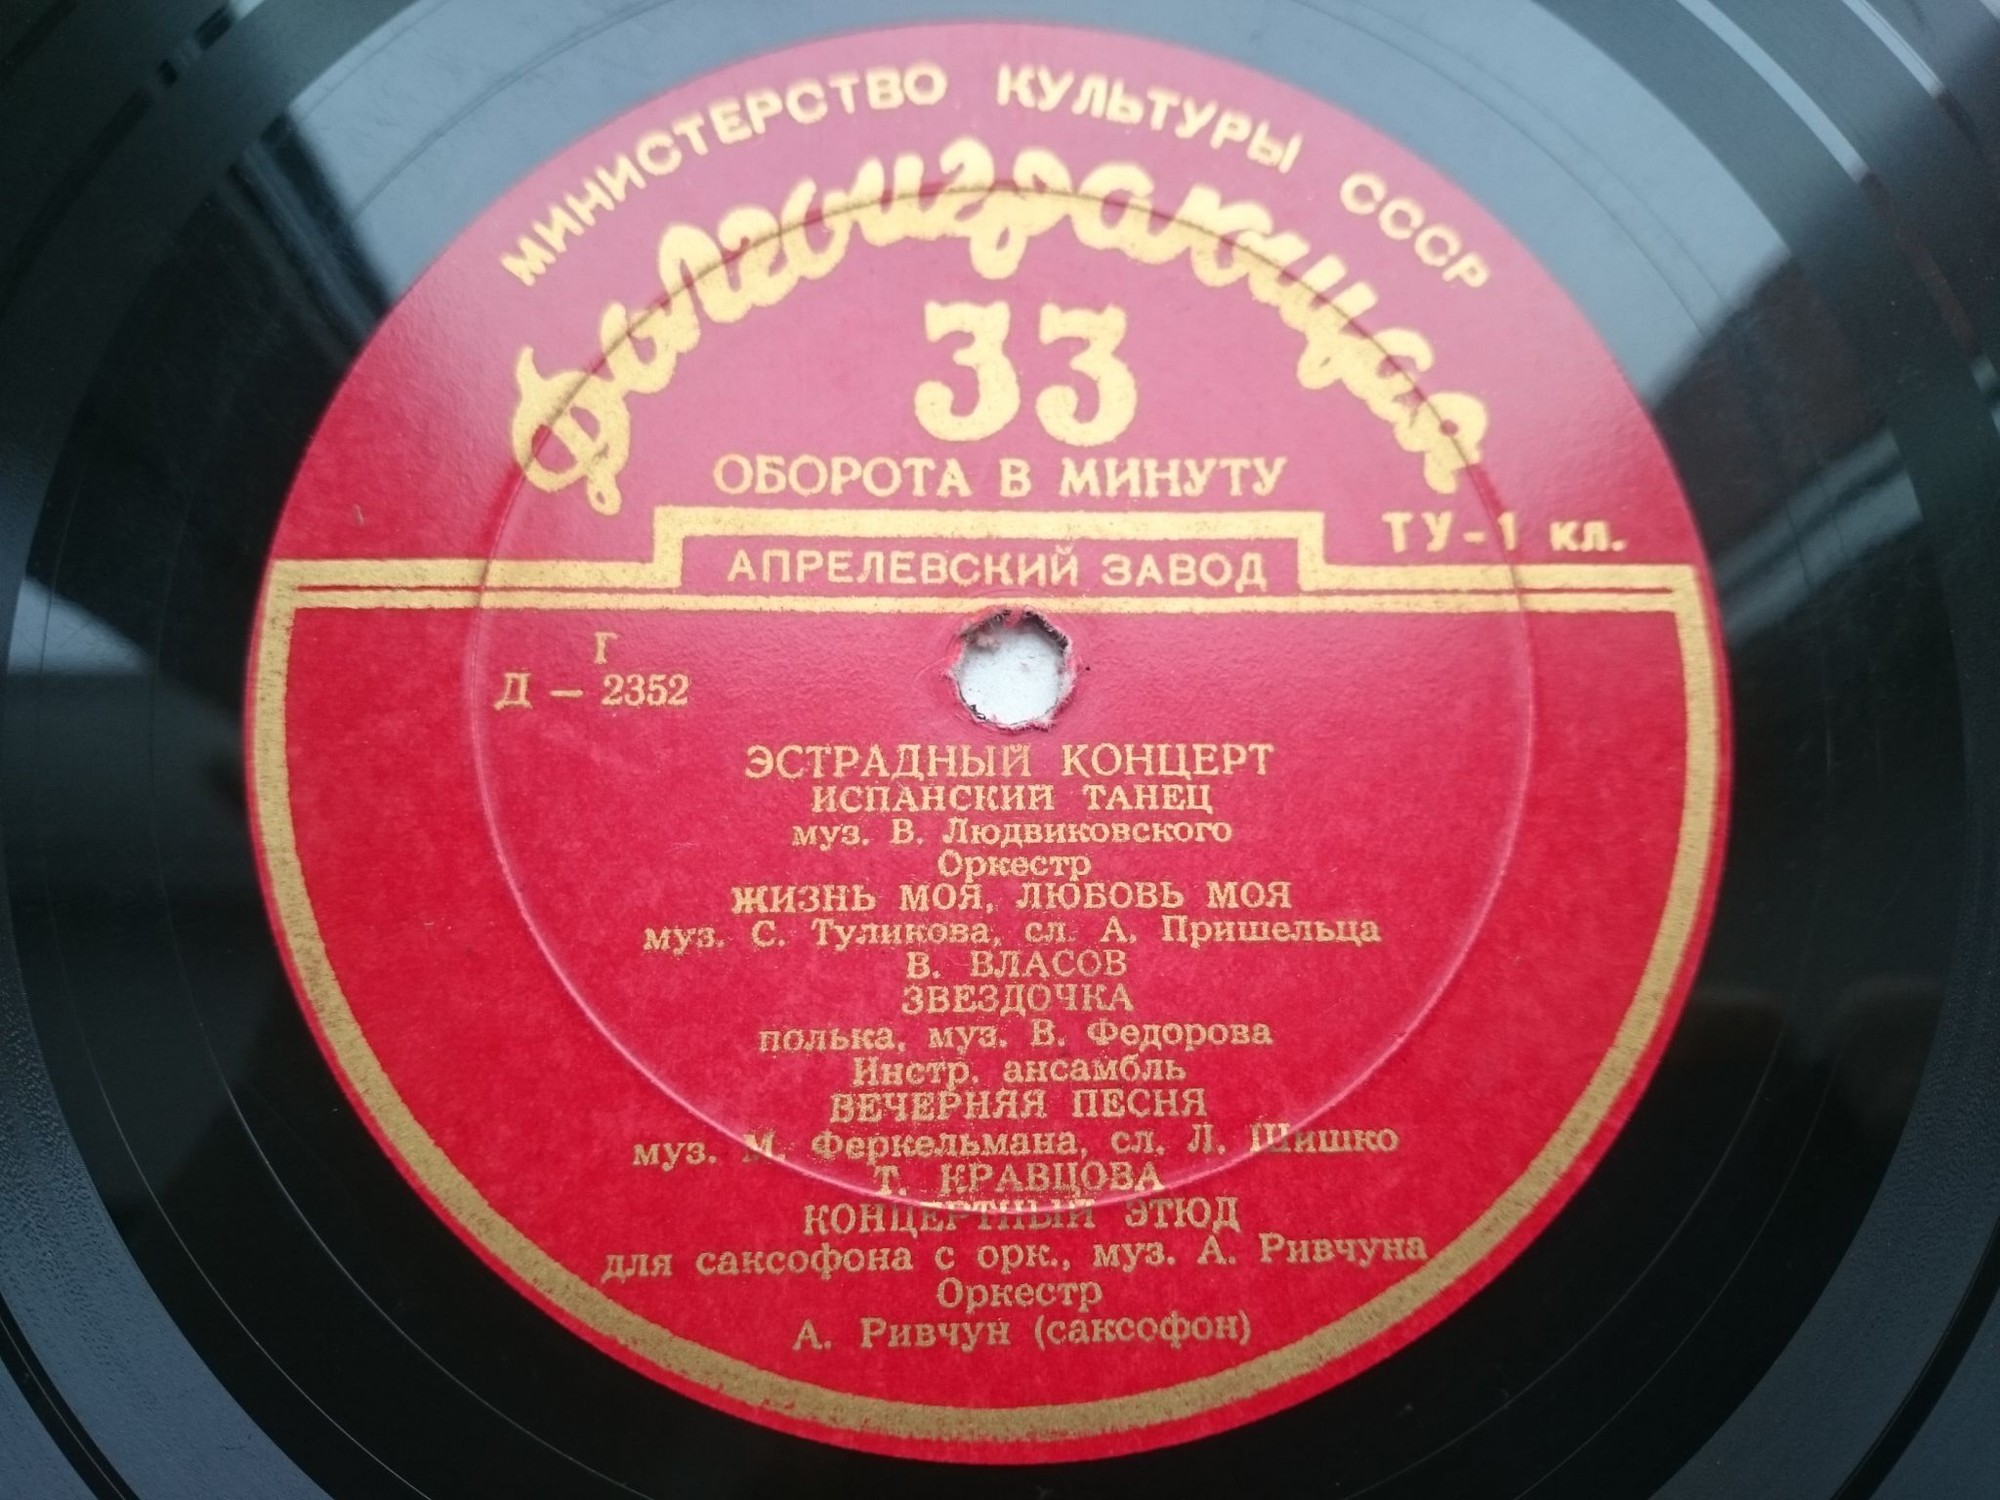 МИНИСТЕРСТВО КУЛЬТУРЫ СССР
Долгоиграющая
33
ОБОРОТА В МИНУТУ
ТУ-1 кл.
АПРЕЛЕВСКИЙ ЗАВОД
Г
Д — 2352
ЭСТРАДНЫЙ КОНЦЕРТ
ИСПАНСКИЙ ТАНЕЦ
муз. В. Людвиковского
Оркестр
ЖИЗНЬ МОЯ, ЛЮБОВЬ МОЯ
муз. С. Туликова, сл. А. Пришельца
В. ВЛАСОВ
ЗВЕЗДОЧКА
полька, муз. В. Федорова
Инстр. ансамбль
ВЕЧЕРНЯЯ ПЕСНЯ
муз. М. Феркельмана, сл. Л. Шишко
Т. КРАВЦОВА
КОНЦЕРТНЫЙ ЭТЮД
для саксофона с орк., муз. А. Ривчуна
Оркестр
А. Ривчун (саксофон)